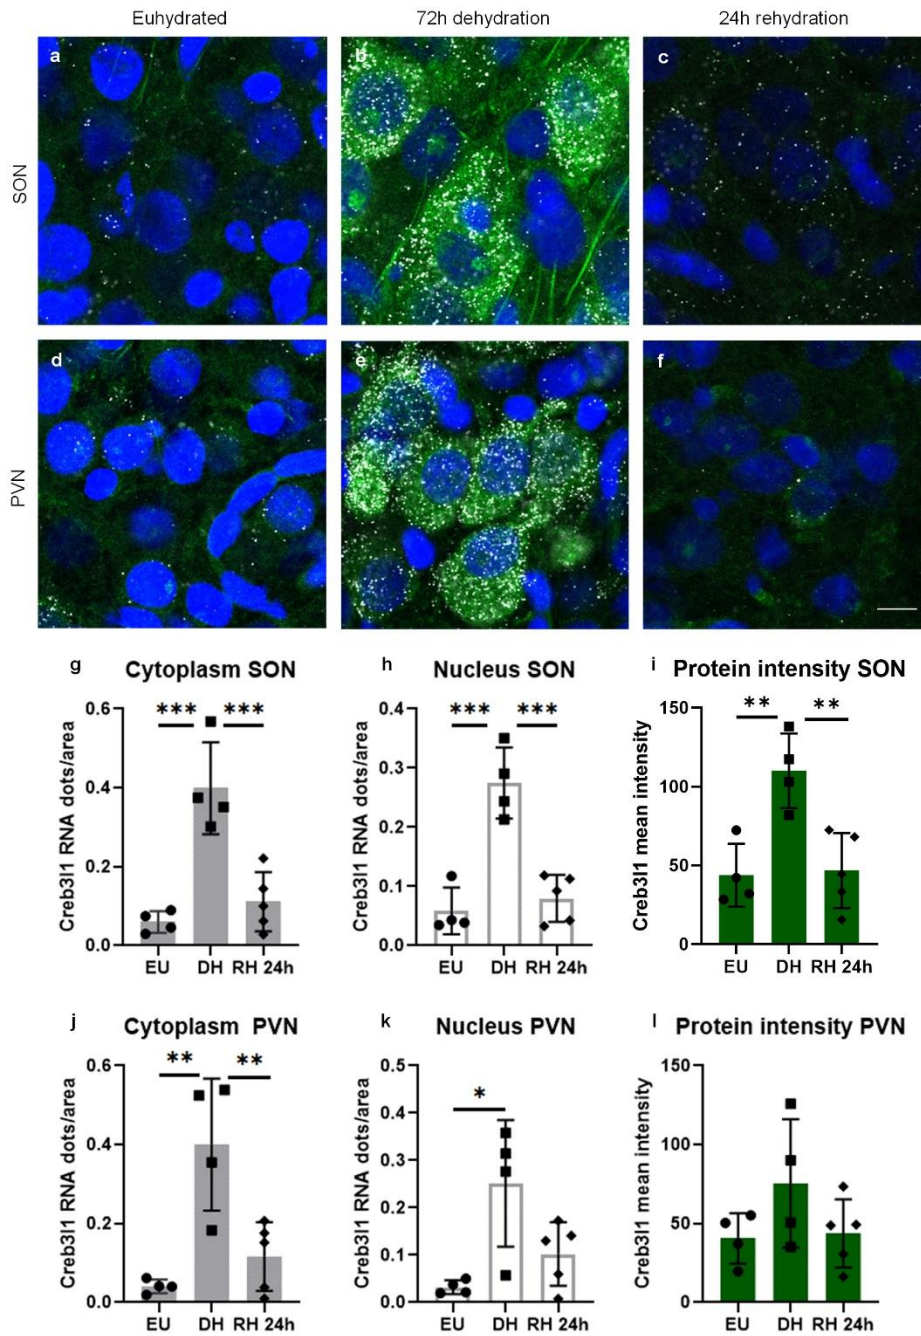 Euhydrated 72h dehydration 24h rehydration
a b c
SON
d e f
PVN
g Cytoplasm SON h Nucleus SON i Protein intensity SON
Creb3l1 RNA dots/area
0.6
0.4
0.2
0.0
*** ***
EU DH RH 24h
Creb3l1 RNA dots/area
0.4
0.3
0.2
0.1
0.0
*** ***
EU DH RH 24h
Creb3l1 mean intensity
150
100
50
0
** **
EU DH RH 24h
j Cytoplasm PVN k Nucleus PVN l Protein intensity PVN
Creb3l1 RNA dots/area
0.6
0.4
0.2
0.0
** **
EU DH RH 24h
Creb3l1 RNA dots/area
0.5
0.4
0.3
0.2
0.1
0.0
*
EU DH RH 24h
Creb3l1 mean intensity
150
100
50
0
EU DH RH 24h